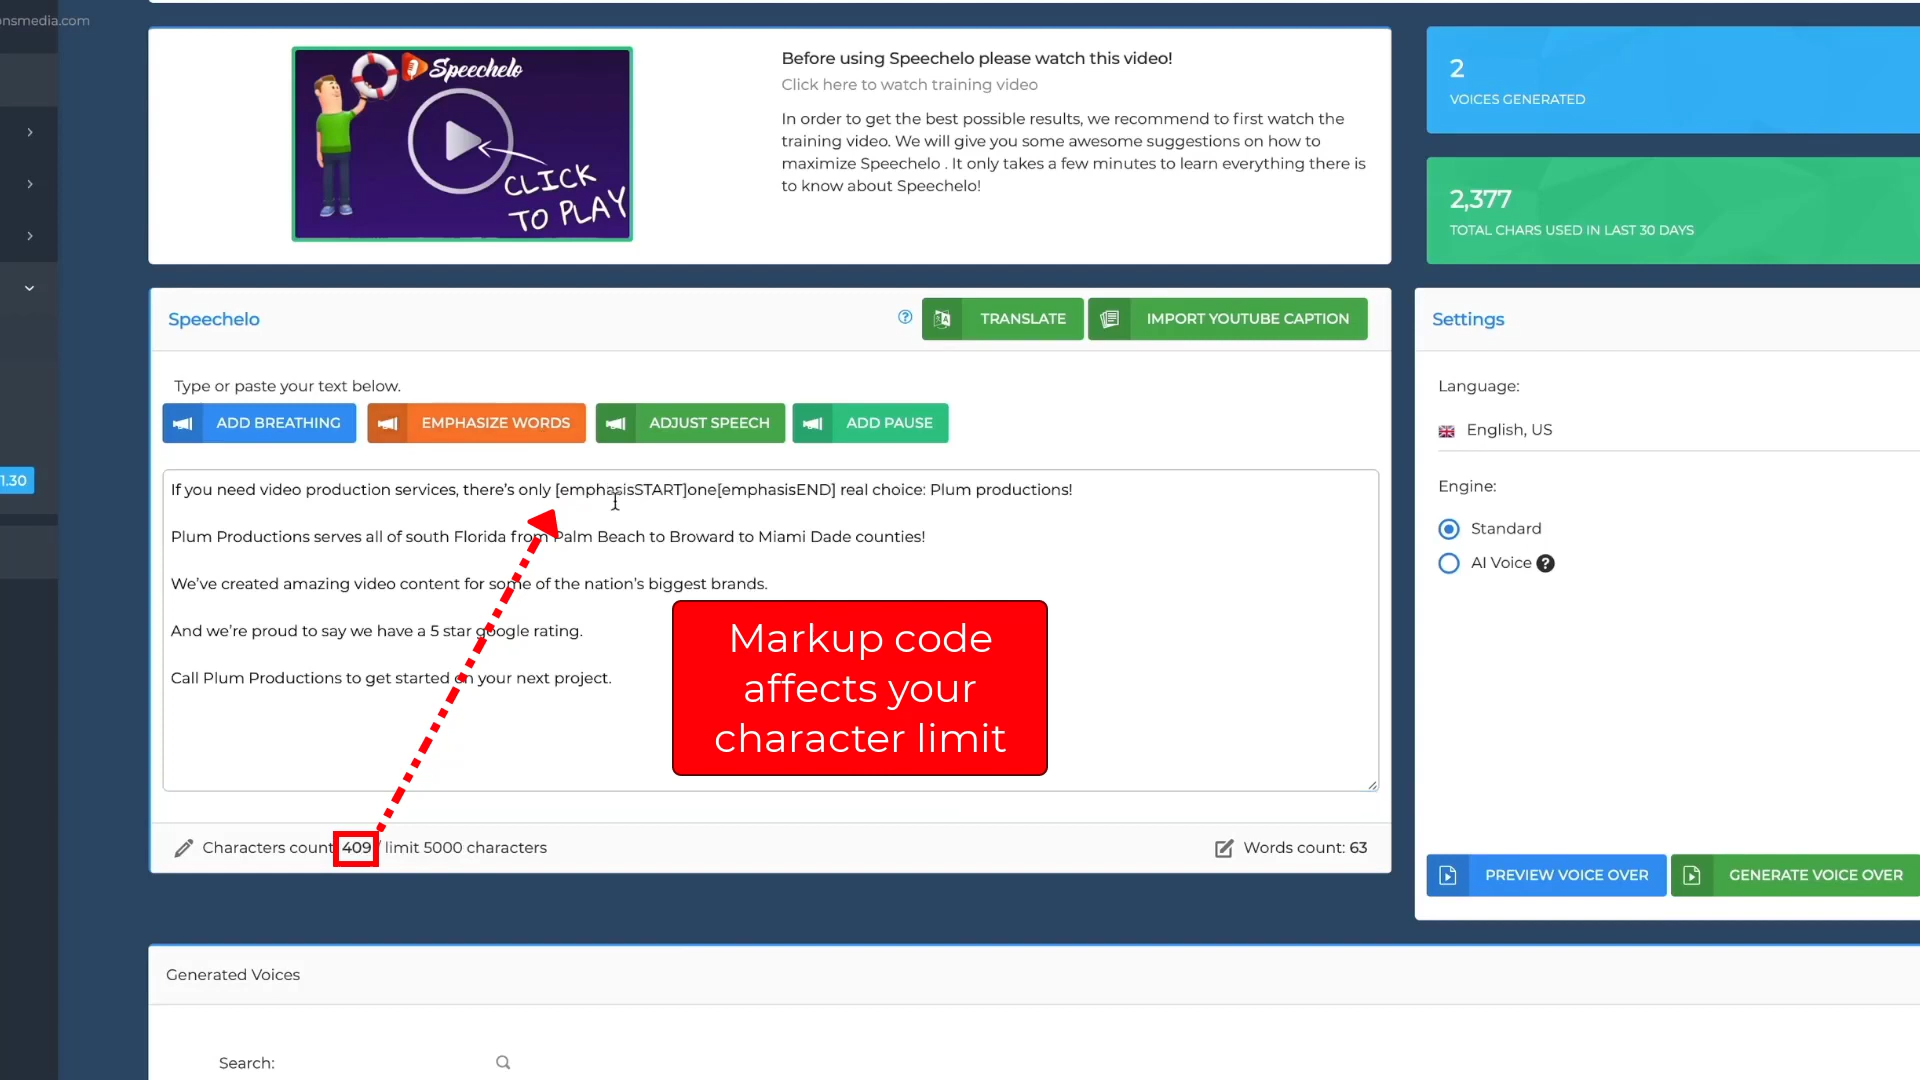 onsmedia.com
Speechelo
CLICK
TO PLAY
Before using Speechelo please watch this video!
Click here to watch training video
In order to get the best possible results, we recommend to first watch the
training video. We will give you some awesome suggestions on how to
maximize Speechelo . It only takes a few minutes to learn everything there is
to know about Speechelo!
2
VOICES GENERATED
2,377
TOTAL CHARS USED IN LAST 30 DAYS
Speechelo
TRANSLATE
IMPORT YOUTUBE CAPTION
Type or paste your text below.
ADD BREATHING
EMPHASIZE WORDS
ADJUST SPEECH
ADD PAUSE
If you need video production services, there's only [emphasisSTART]one[emphasisEND] real choice: Plum productions!
Plum Productions serves all of south Florida from Palm Beach to Broward to Miami Dade counties!
We've created amazing video content for some of the nation's biggest brands.
And we're proud to say we have a 5 star google rating.
Call Plum Productions to get started on your next project.
Markup code
affects your
character limit
Characters count 409 / limit 5000 characters
Words count: 63
1.30
Settings
Language:
English, US
Engine:
Standard
AI Voice
PREVIEW VOICE OVER
GENERATE VOICE OVER
Generated Voices
Search: